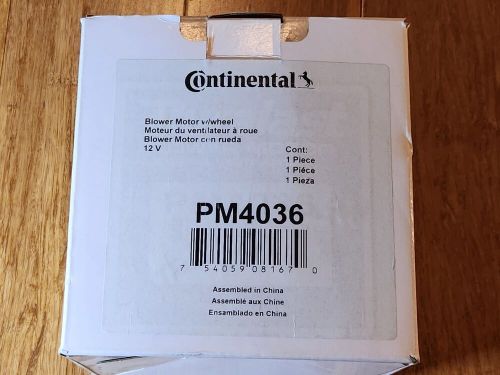 Continental
Blower Motor w/wheel
Moteur du ventilateur à roue
Blower Motor con rueda
12 V
Cont:
1 Piece
1 Piéce
1 Pieza
PM4036
7 54059 08167 0
Assembled in China
Assemblé aux Chine
Ensamblado en China